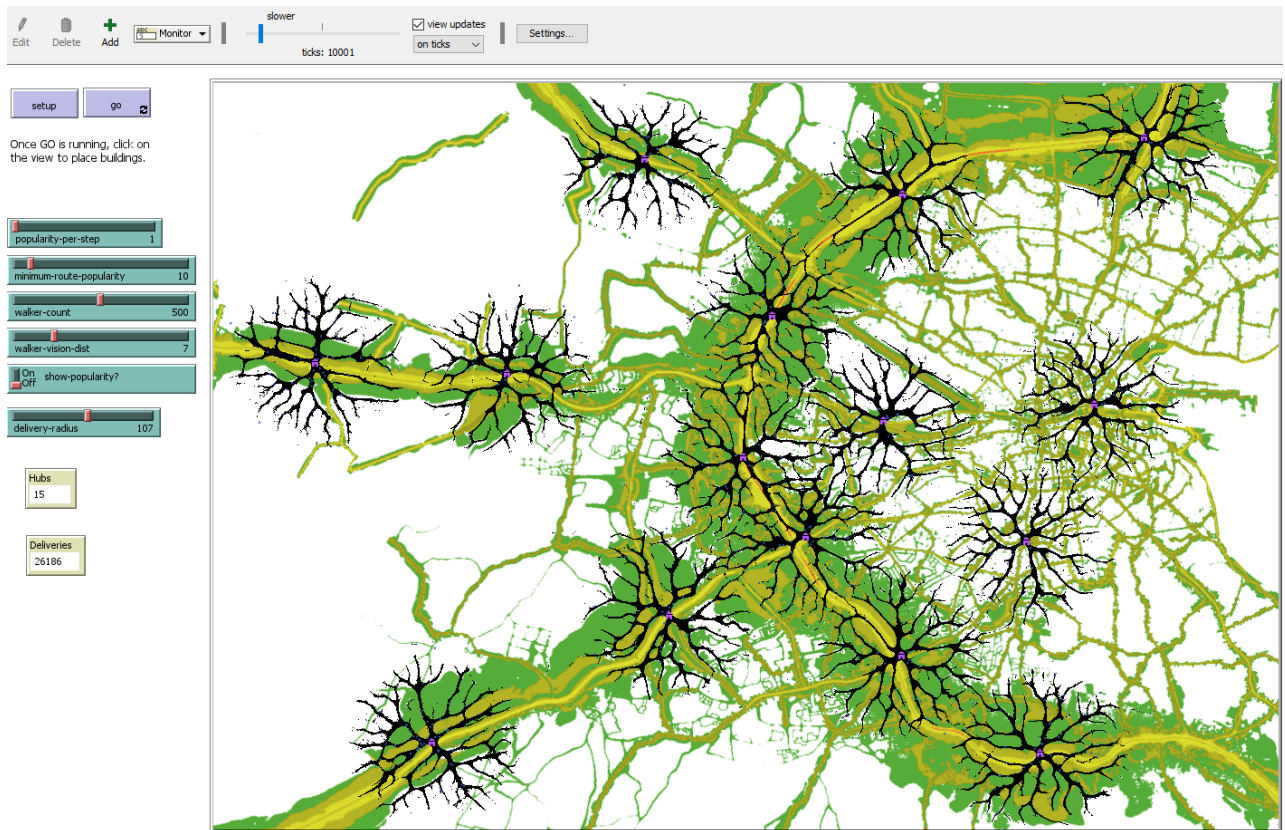 slower
view updates
Edit
Delete
Add
Monitor
on ticks
Settings...
ticks: 10001
setup
go
Once GO is running, click on
the view to place buildings.
popularity-per-step 1
minimum-route-popularity 10
walker-count 500
walker-vision-dist 7
On
Off
show-popularity?
delivery-radius 107
Hubs
15
Deliveries
26186